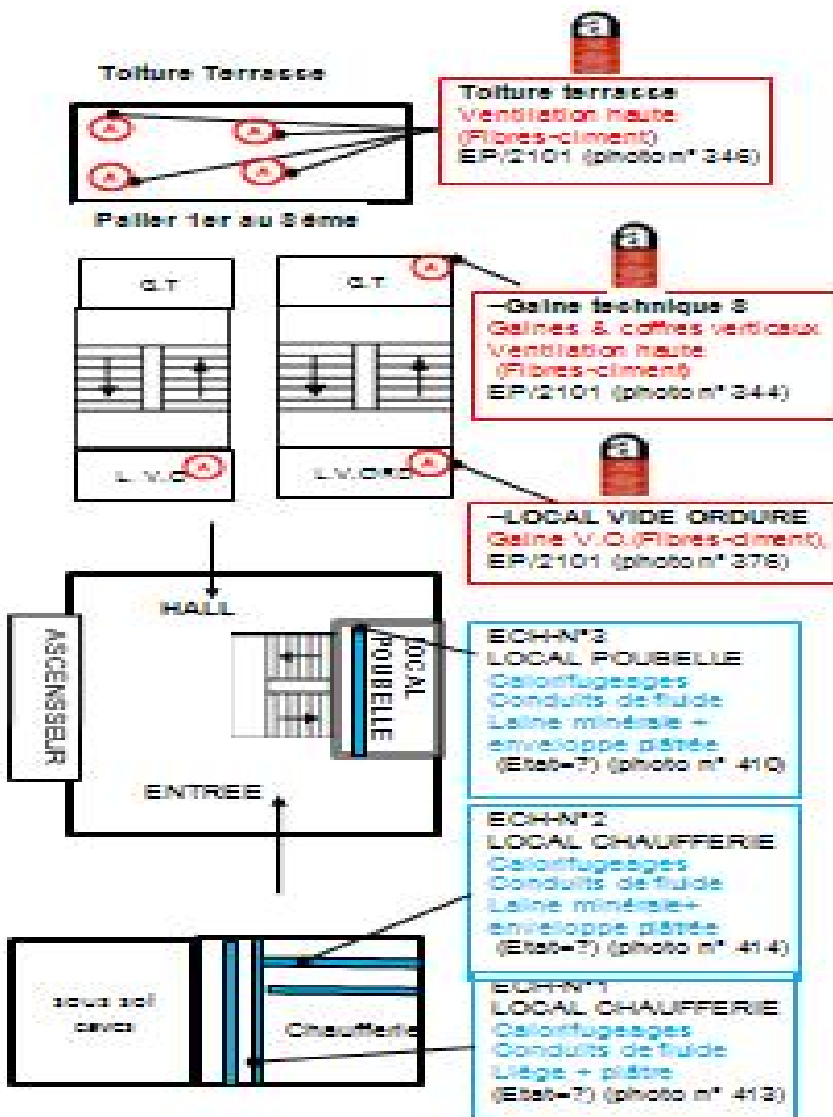 a
Toiture Terrasse
Toiture terrasse
Ventilation haute
(Fibres-ciment)
EP/2101 (photo n° 346)
A
A
A
A
Palier 1er au 8éme
a
G.T
G.T
A
–Gaine technique 8
Gaines & coffres verticaux
Ventilation haute
(Fibres-ciment)
EP/2101 (photo n° 344)
a
L.V.O
A
L.V.ORD
A
–LOCAL VIDE ORDURE
Gaine V.O.(Fibres-ciment),
EP/2101 (photo n° 376)
HALL
ASCENSSEUR
LOCAL
POUBELLE
ENTREE
ECH-N°3
LOCAL POUBELLE
Calorifugeages
Conduits de fluide
Laine minérale +
enveloppe plâtrée
(Etat=?) (photo n° 410)
ECH-N°2
LOCAL CHAUFFERIE
Calorifugeages
Conduits de fluide
Laine minérale+
enveloppe plâtrée
(Etat=?) (photo n° 414)
sous sol
caves
Chaufferie
ECH-N°1
LOCAL CHAUFFERIE
Calorifugeages
Conduits de fluide
Liège + plâtre
(Etat=?) (photo n° 413)